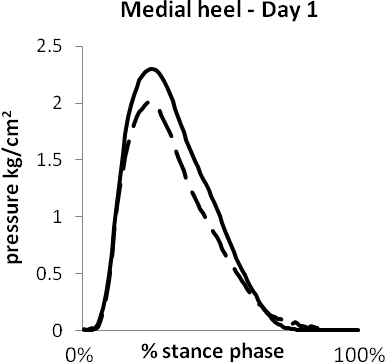 Medial heel - Day 1
pressure kg/cm²
2.5
2
1.5
1
0.5
0
0%
% stance phase
100%